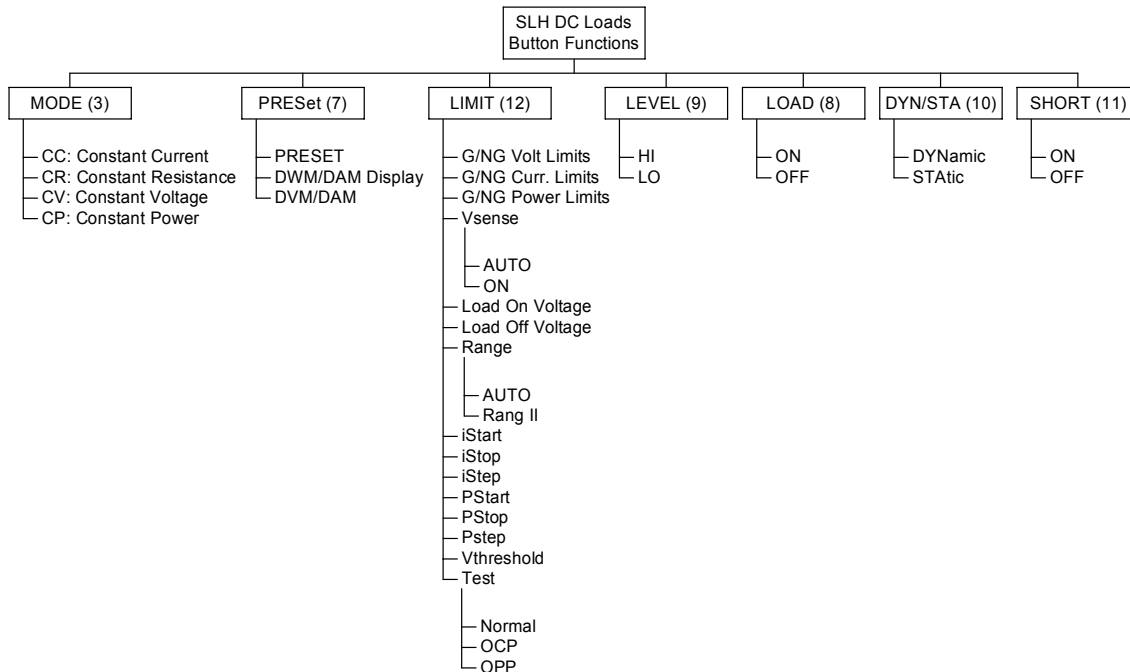 SLH DC Loads
Button Functions
MODE (3)
CC: Constant Current
CR: Constant Resistance
CV: Constant Voltage
CP: Constant Power
PRESet (7)
PRESET
DWM/DAM Display
DVM/DAM
LIMIT (12)
G/NG Volt Limits
G/NG Curr. Limits
G/NG Power Limits
Vsense
AUTO
ON
Load On Voltage
Load Off Voltage
Range
AUTO
Rang II
iStart
iStop
iStep
PStart
PStop
Pstep
Vthreshold
Test
Normal
OCP
OPP
LEVEL (9)
HI
LO
LOAD (8)
ON
OFF
DYN/STA (10)
DYNamic
STAtic
SHORT (11)
ON
OFF